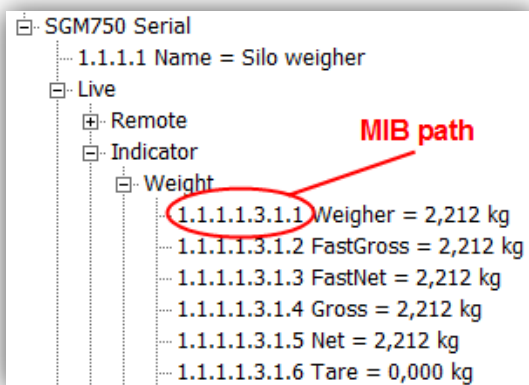 SGM750 Serial
1.1.1.1 Name = Silo weigher
Live
Remote
MIB path
Indicator
Weight
1.1.1.1.3.1.1 Weigher = 2,212 kg
1.1.1.1.3.1.2 FastGross = 2,212 kg
1.1.1.1.3.1.3 FastNet = 2,212 kg
1.1.1.1.3.1.4 Gross = 2,212 kg
1.1.1.1.3.1.5 Net = 2,212 kg
1.1.1.1.3.1.6 Tare = 0,000 kg